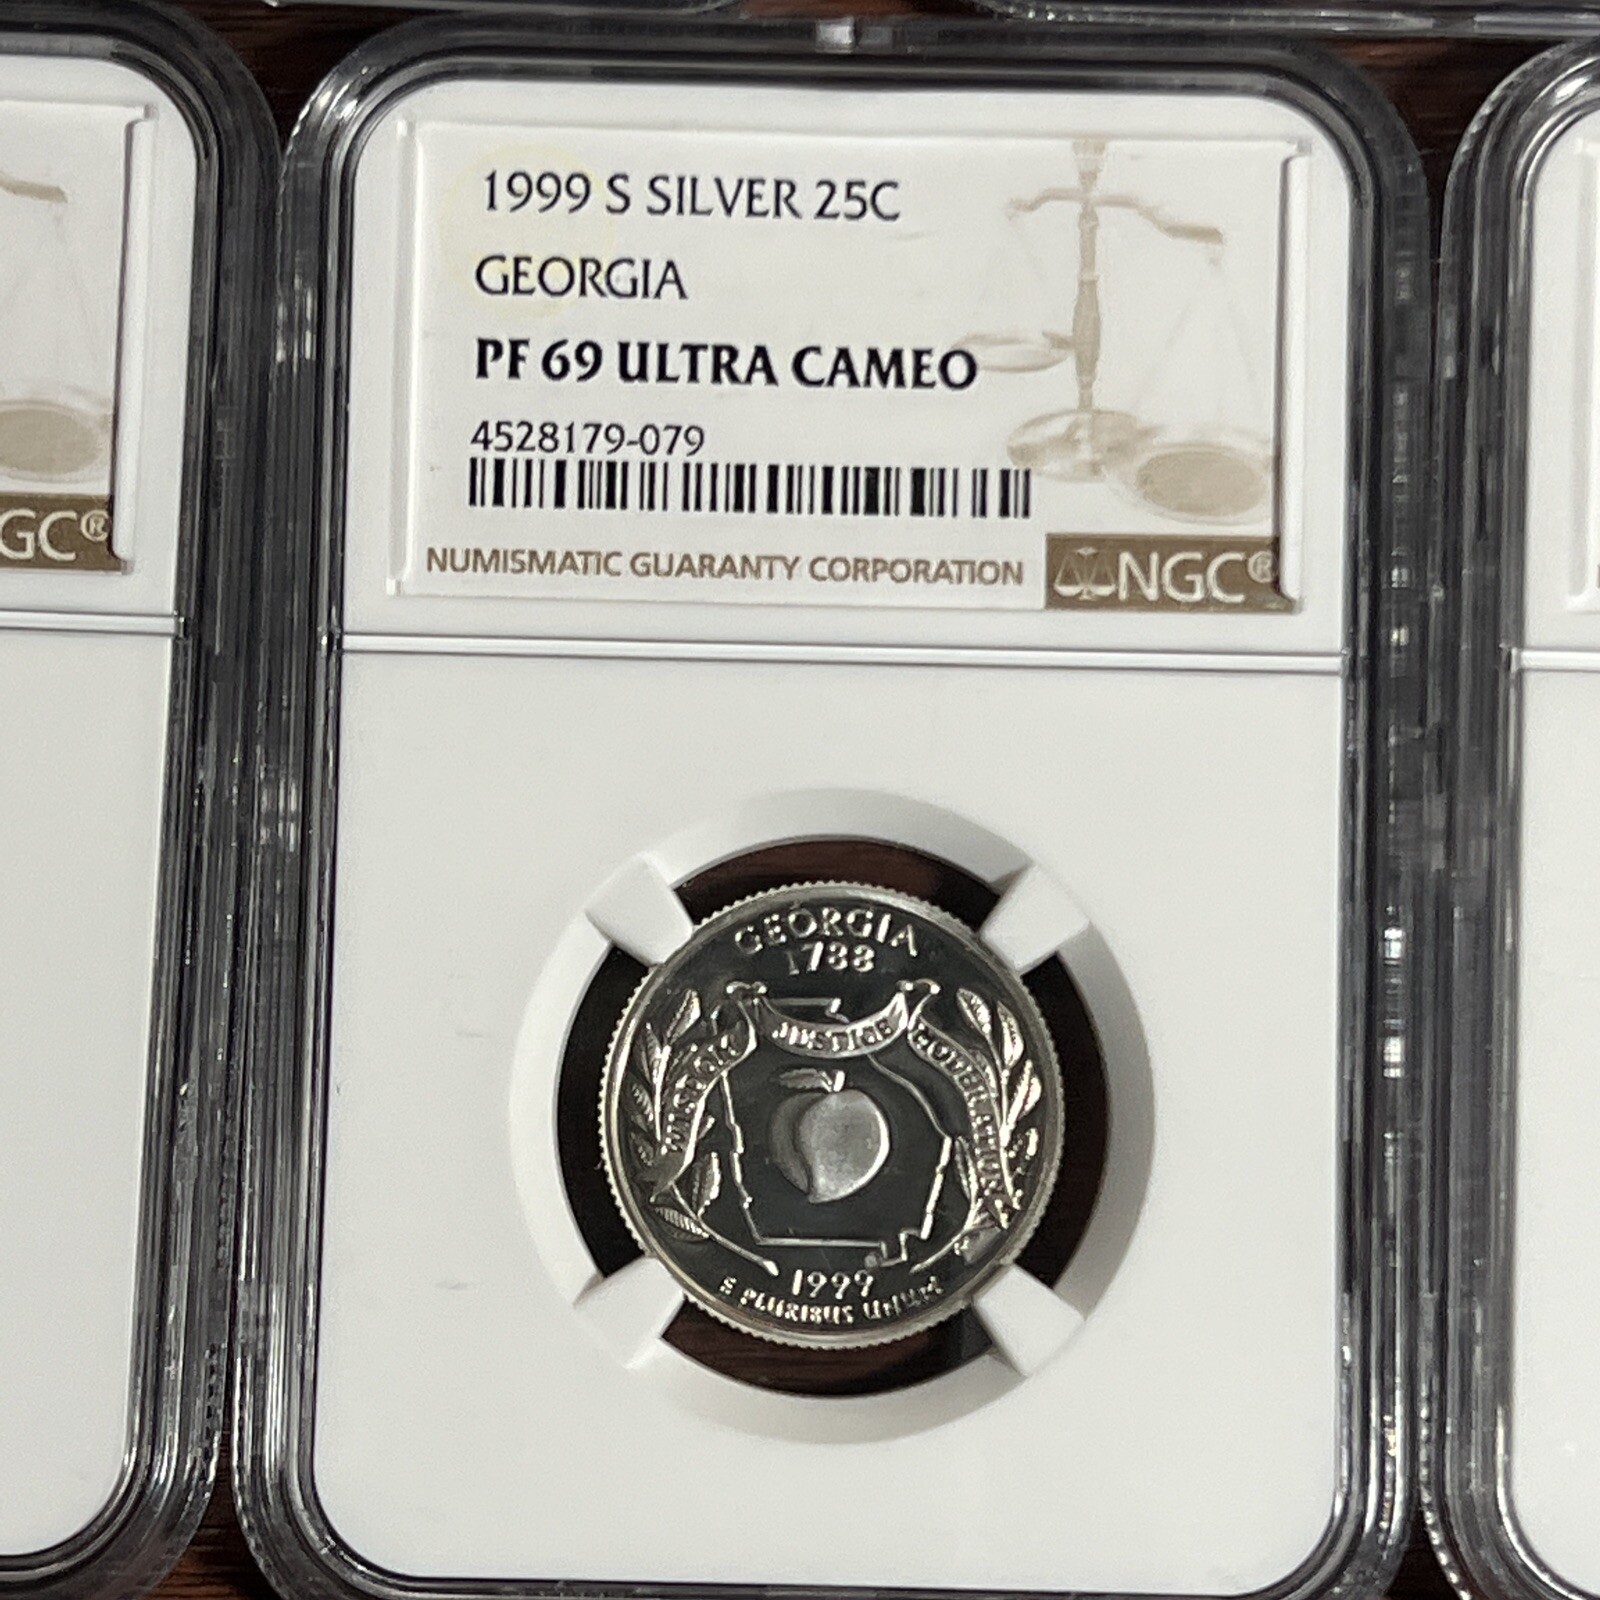 1999 S SILVER 25C
GEORGIA
PF 69 ULTRA CAMEO
4528179-079
NUMISMATIC GUARANTY CORPORATION
NGC®
GC®
GEORGIA
1788
WISDOM
JUSTICE
MODERATION
1999
E PLURIBUS UNUM